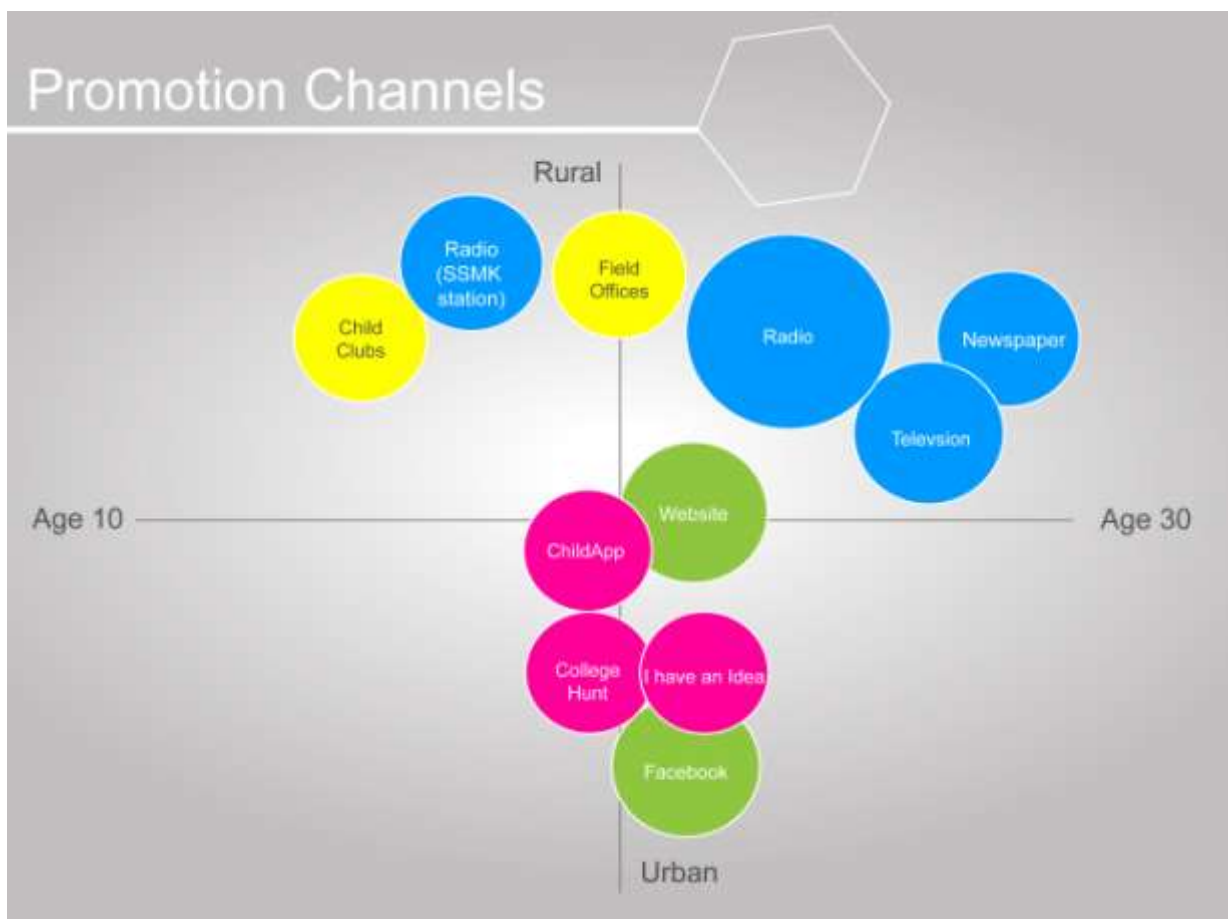 Promotion Channels
Rural
Radio
(SSMK
station)
Field
Offices
Child
Clubs
Radio
Newspaper
Televsion
Website
Age 10
Age 30
ChildApp
College
Hunt
I have an Idea
Facebook
Urban